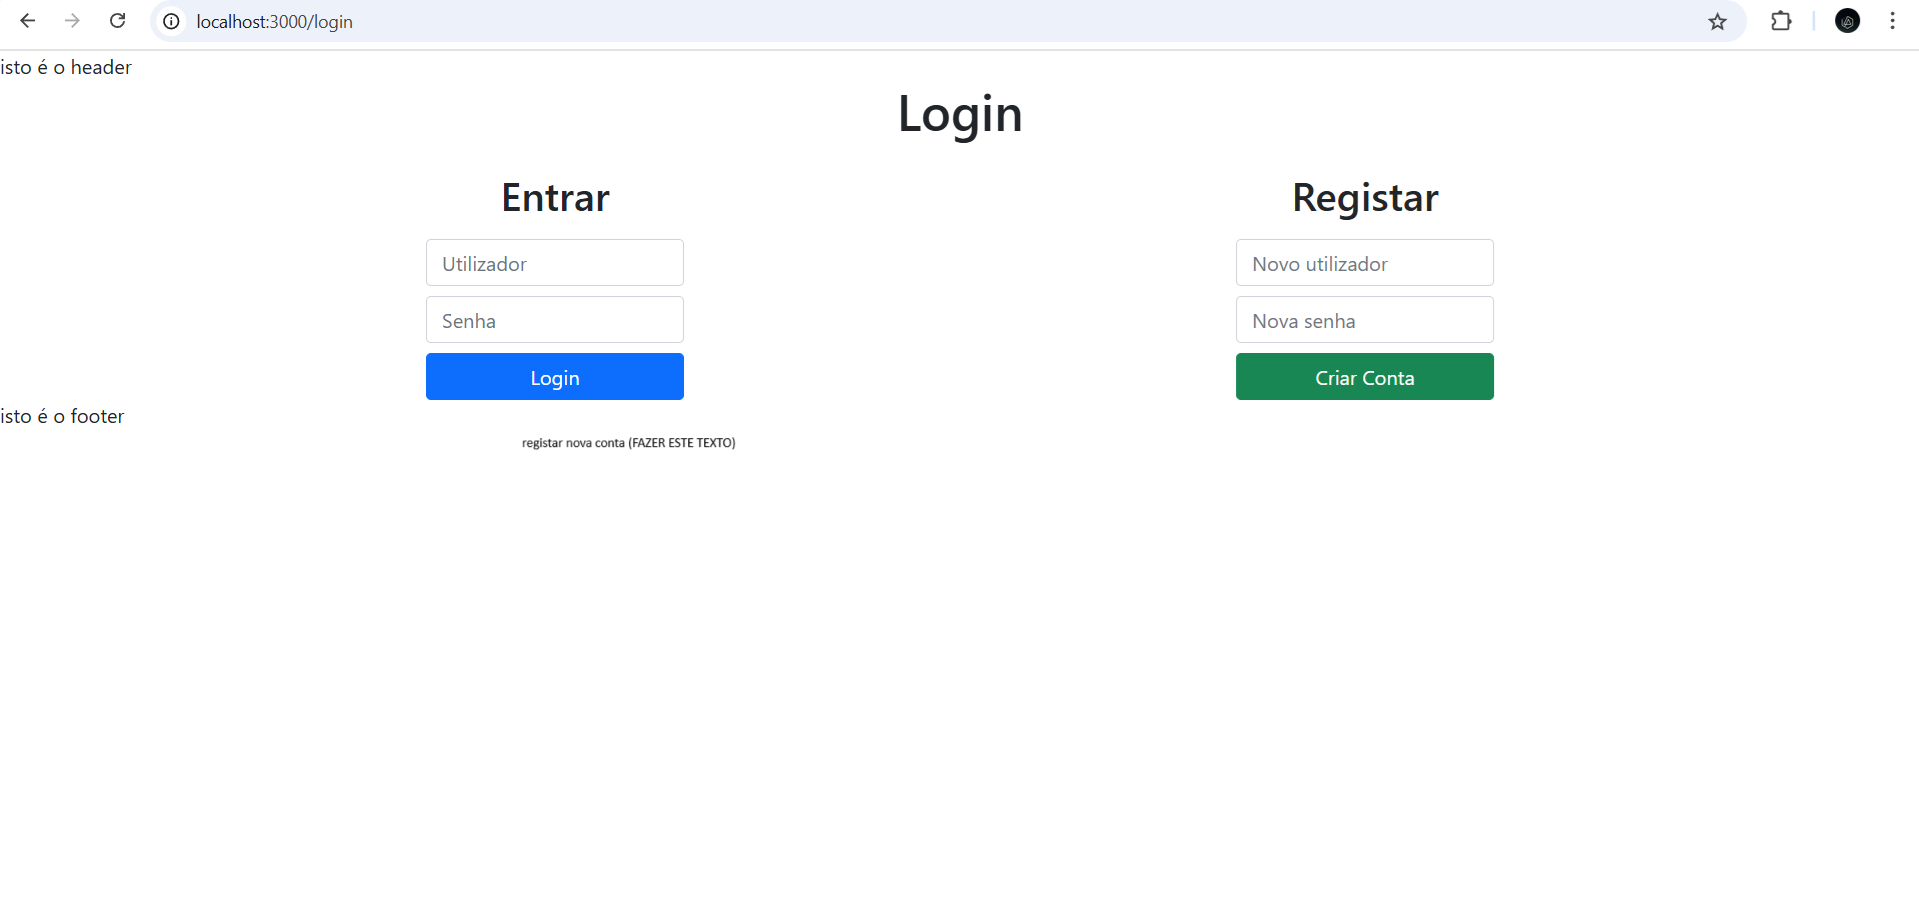 localhost:3000/login
isto é o header
Login
Entrar
Utilizador
Senha
Login
Registar
Novo utilizador
Nova senha
Criar Conta
isto é o footer
registar nova conta (FAZER ESTE TEXTO)